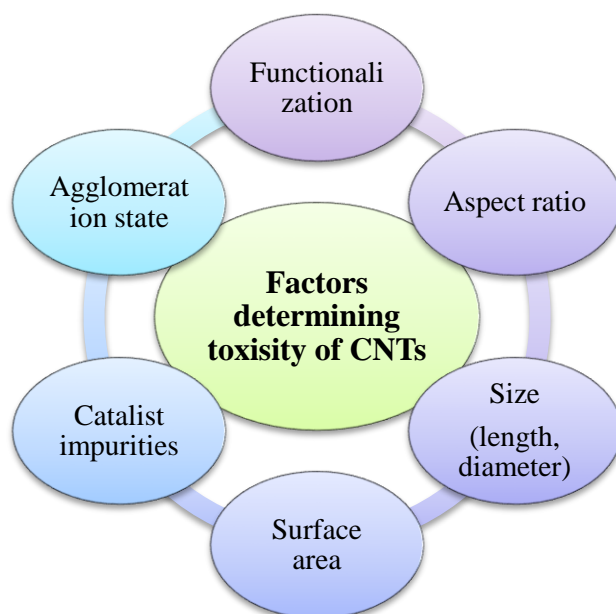 Functionali
zation
Aspect ratio
Size
(length,
diameter)
Surface
area
Catalist
impurities
Agglomerat
ion state
Factors
determining
toxisity of CNTs